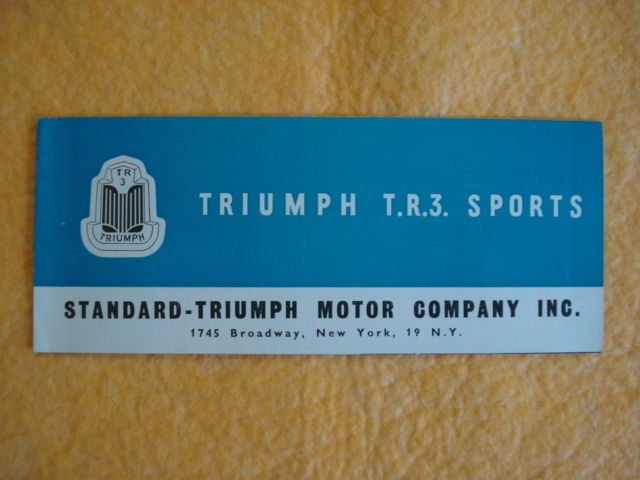 TR
3
TRIUMPH
TRIUMPH T.R.3. SPORTS
STANDARD-TRIUMPH MOTOR COMPANY INC.
1745 Broadway, New York, 19 N.Y.